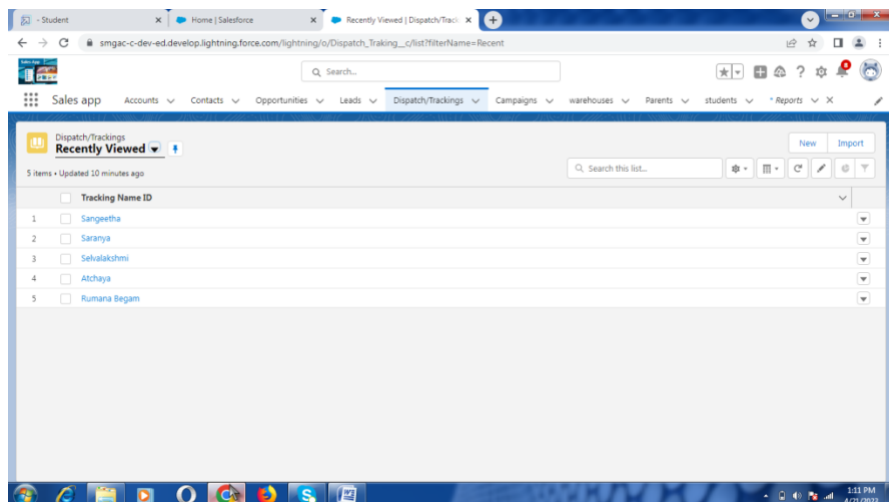 - Student
Home | Salesforce
Recently Viewed | Dispatch/Track
smgac-c-dev-ed.develop.lightning.force.com/lightning/o/Dispatch_Traking__c/list?filterName=Recent
Search...
Sales app
Accounts
Contacts
Opportunities
Leads
Dispatch/Trackings
Campaigns
warehouses
Parents
students
* Reports
Dispatch/Trackings
Recently Viewed
New
Import
5 items • Updated 10 minutes ago
Search this list...
Tracking Name ID
1 Sangeetha
2 Saranya
3 Selvalakshmi
4 Atchaya
5 Rumana Begam
1:11 PM